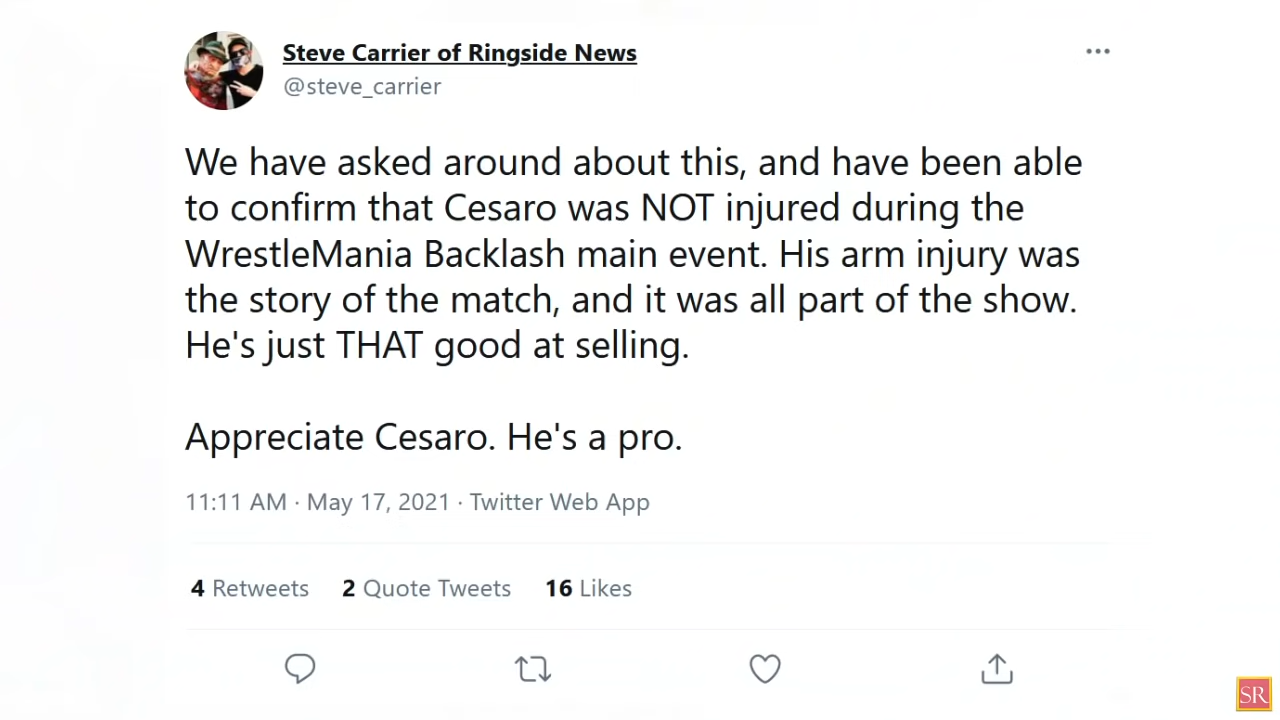 Steve Carrier of Ringside News
@steve_carrier
We have asked around about this, and have been able
to confirm that Cesaro was NOT injured during the
WrestleMania Backlash main event. His arm injury was
the story of the match, and it was all part of the show.
He's just THAT good at selling.
Appreciate Cesaro. He's a pro.
11:11 AM · May 17, 2021 · Twitter Web App
4 Retweets 2 Quote Tweets 16 Likes
SR